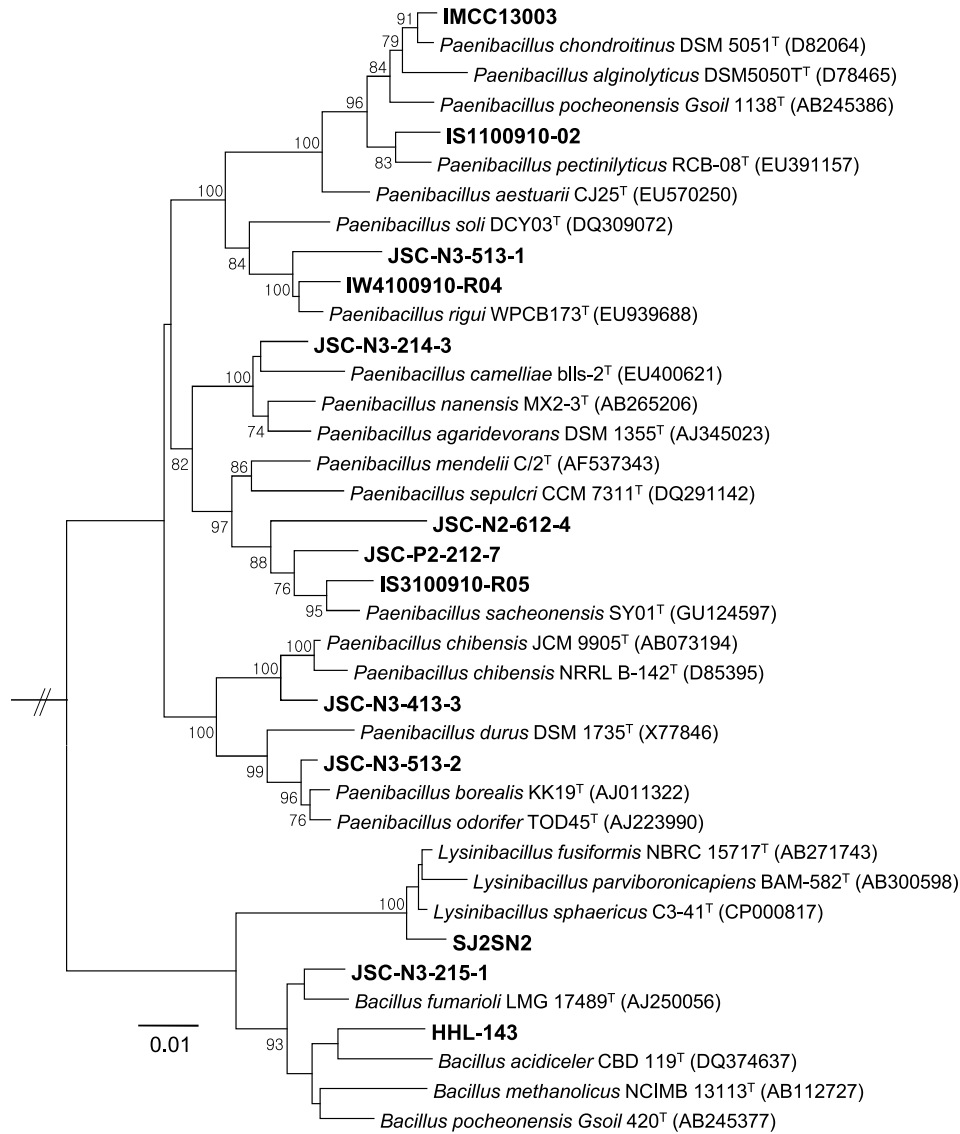 91
IMCC13003
79
Paenibacillus chondroitinus DSM 5051ᵀ (D82064)
84
Paenibacillus alginolyticus DSM5050Tᵀ (D78465)
96
Paenibacillus pocheonensis Gsoil 1138ᵀ (AB245386)
IS1100910-02
100
83
Paenibacillus pectinilyticus RCB-08ᵀ (EU391157)
100
Paenibacillus aestuarii CJ25ᵀ (EU570250)
Paenibacillus soli DCY03ᵀ (DQ309072)
84
JSC-N3-513-1
100
IW4100910-R04
Paenibacillus rigui WPCB173ᵀ (EU939688)
JSC-N3-214-3
100
Paenibacillus camelliae blls-2ᵀ (EU400621)
Paenibacillus nanensis MX2-3ᵀ (AB265206)
74
Paenibacillus agaridevorans DSM 1355ᵀ (AJ345023)
82
86
Paenibacillus mendelii C/2ᵀ (AF537343)
Paenibacillus sepulcri CCM 7311ᵀ (DQ291142)
97
JSC-N2-612-4
88
JSC-P2-212-7
76
IS3100910-R05
95
Paenibacillus sacheonensis SY01ᵀ (GU124597)
100
Paenibacillus chibensis JCM 9905ᵀ (AB073194)
100
Paenibacillus chibensis NRRL B-142ᵀ (D85395)
JSC-N3-413-3
100
Paenibacillus durus DSM 1735ᵀ (X77846)
99
JSC-N3-513-2
96
Paenibacillus borealis KK19ᵀ (AJ011322)
76
Paenibacillus odorifer TOD45ᵀ (AJ223990)
Lysinibacillus fusiformis NBRC 15717ᵀ (AB271743)
Lysinibacillus parviboronicapiens BAM-582ᵀ (AB300598)
100
Lysinibacillus sphaericus C3-41ᵀ (CP000817)
SJ2SN2
JSC-N3-215-1
Bacillus fumarioli LMG 17489ᵀ (AJ250056)
0.01
93
HHL-143
Bacillus acidiceler CBD 119ᵀ (DQ374637)
Bacillus methanolicus NCIMB 13113ᵀ (AB112727)
Bacillus pocheonensis Gsoil 420ᵀ (AB245377)